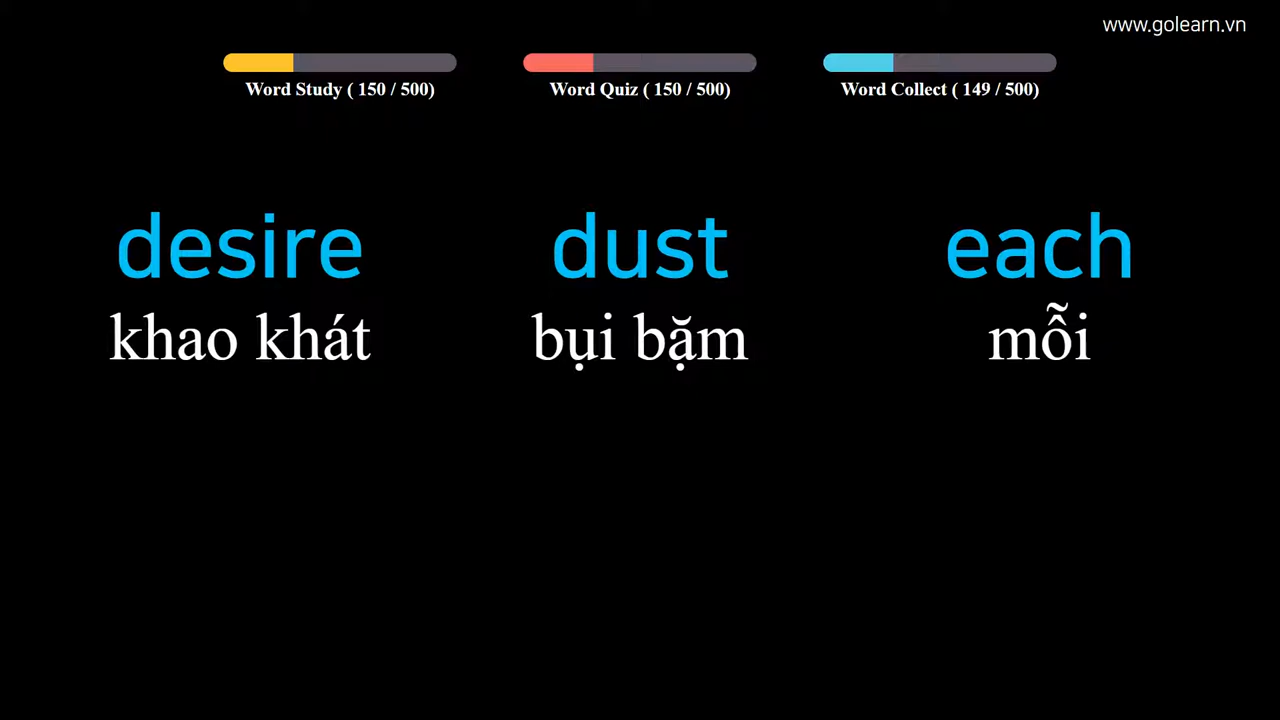 www.golearn.vn
Word Study ( 150 / 500)
Word Quiz ( 150 / 500)
Word Collect ( 149 / 500)
desire
khao khát
dust
bụi bặm
each
mỗi